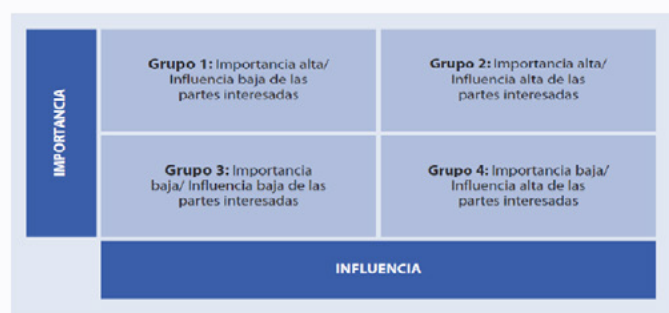 IMPORTANCIA
Grupo 1: Importancia alta/
Influencia baja de las
partes interesadas
Grupo 2: Importancia alta/
Influencia alta de las
partes interesadas
Grupo 3: Importancia
baja/ Influencia baja de las
partes interesadas
Grupo 4: Importancia baja/
Influencia alta de las
partes interesadas
INFLUENCIA